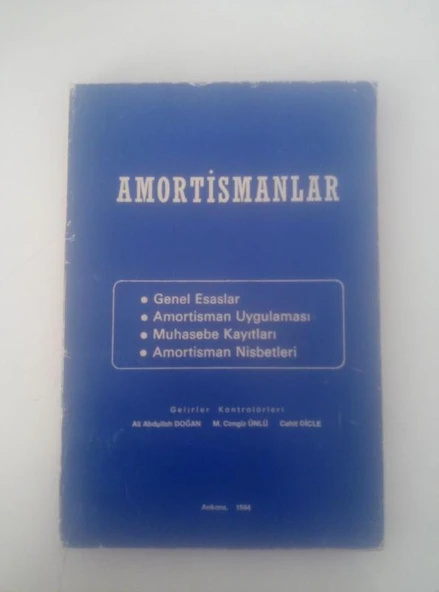 AMORTİSMANLAR
• Genel Esaslar
• Amortisman Uygulaması
• Muhasebe Kayıtları
• Amortisman Nisbetleri
Gelirler Kontrolörleri
Ali Abdullah DOĞAN M. Cengiz ÜNLÜ Cahit DİCLE
Ankara,